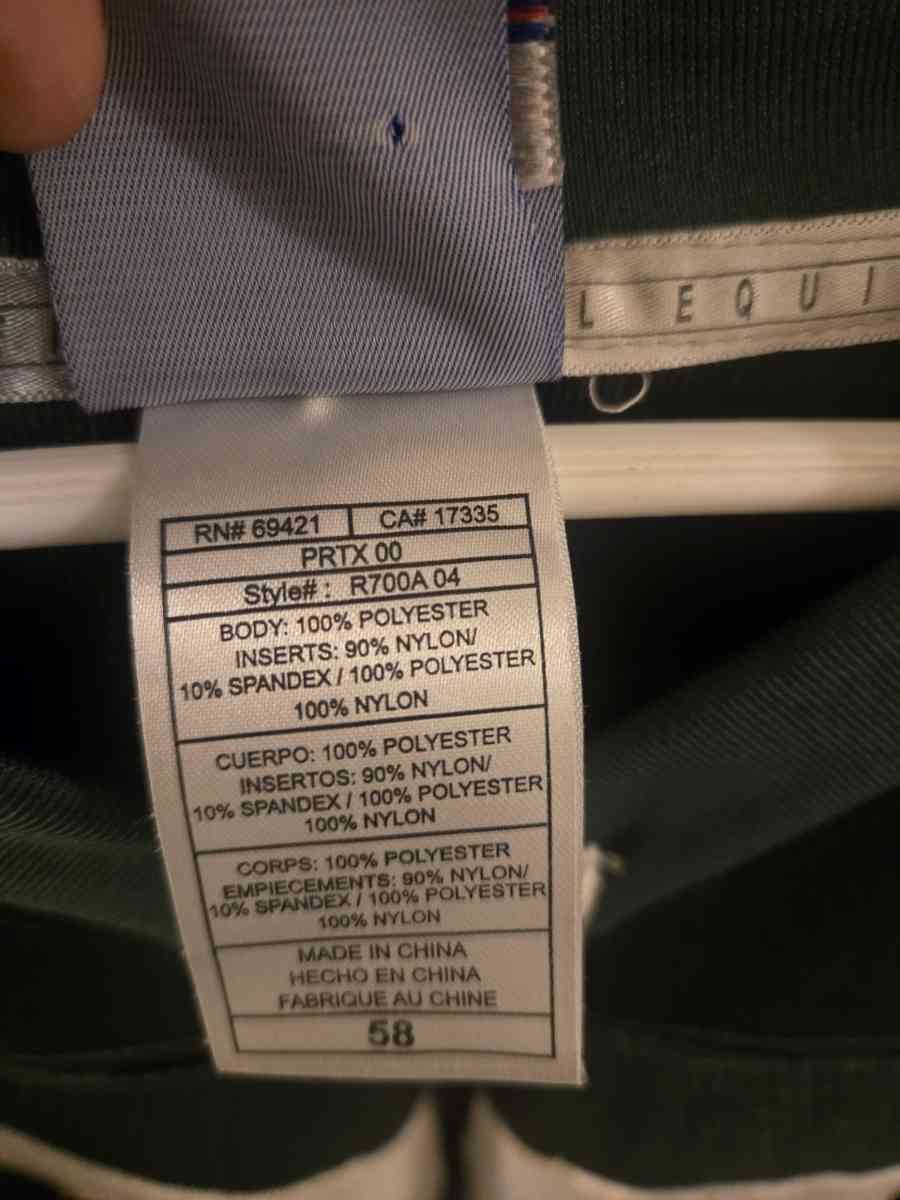 L EQUI
RN# 69421 CA# 17335
PRTX 00
Style# : R700A 04
BODY: 100% POLYESTER
INSERTS: 90% NYLON/
10% SPANDEX / 100% POLYESTER
100% NYLON
CUERPO: 100% POLYESTER
INSERTOS: 90% NYLON/
10% SPANDEX / 100% POLYESTER
100% NYLON
CORPS: 100% POLYESTER
EMPIECEMENTS: 90% NYLON/
10% SPANDEX / 100% POLYESTER
100% NYLON
MADE IN CHINA
HECHO EN CHINA
FABRIQUE AU CHINE
58